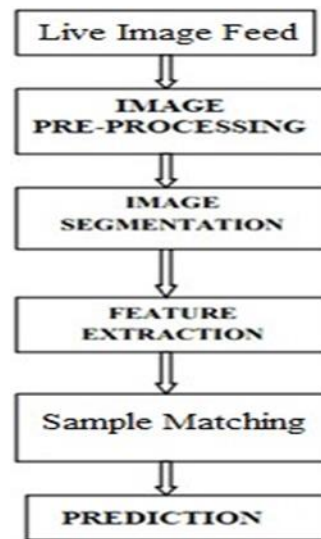 Live Image Feed
IMAGE
PRE-PROCESSING
IMAGE
SEGMENTATION
FEATURE
EXTRACTION
Sample Matching
PREDICTION